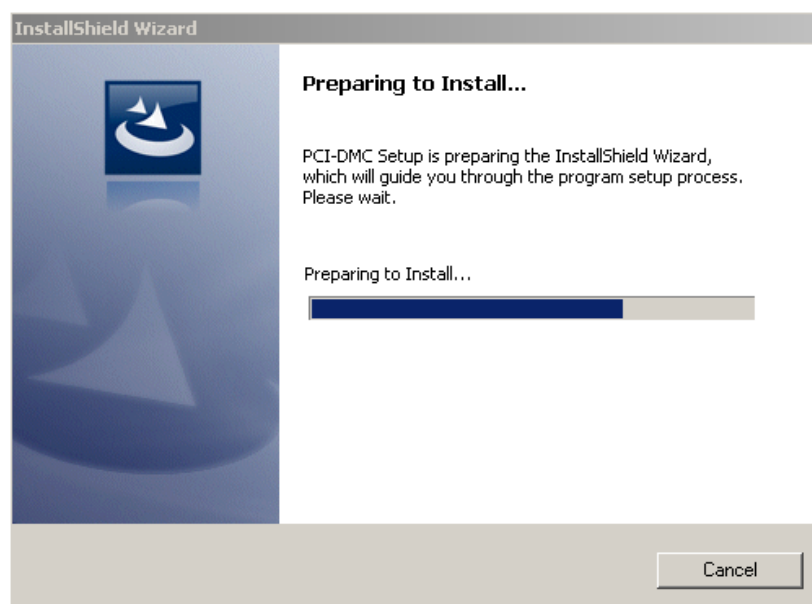 InstallShield Wizard
Preparing to Install...
PCI-DMC Setup is preparing the InstallShield Wizard,
which will guide you through the program setup process.
Please wait.
Preparing to Install...
Cancel